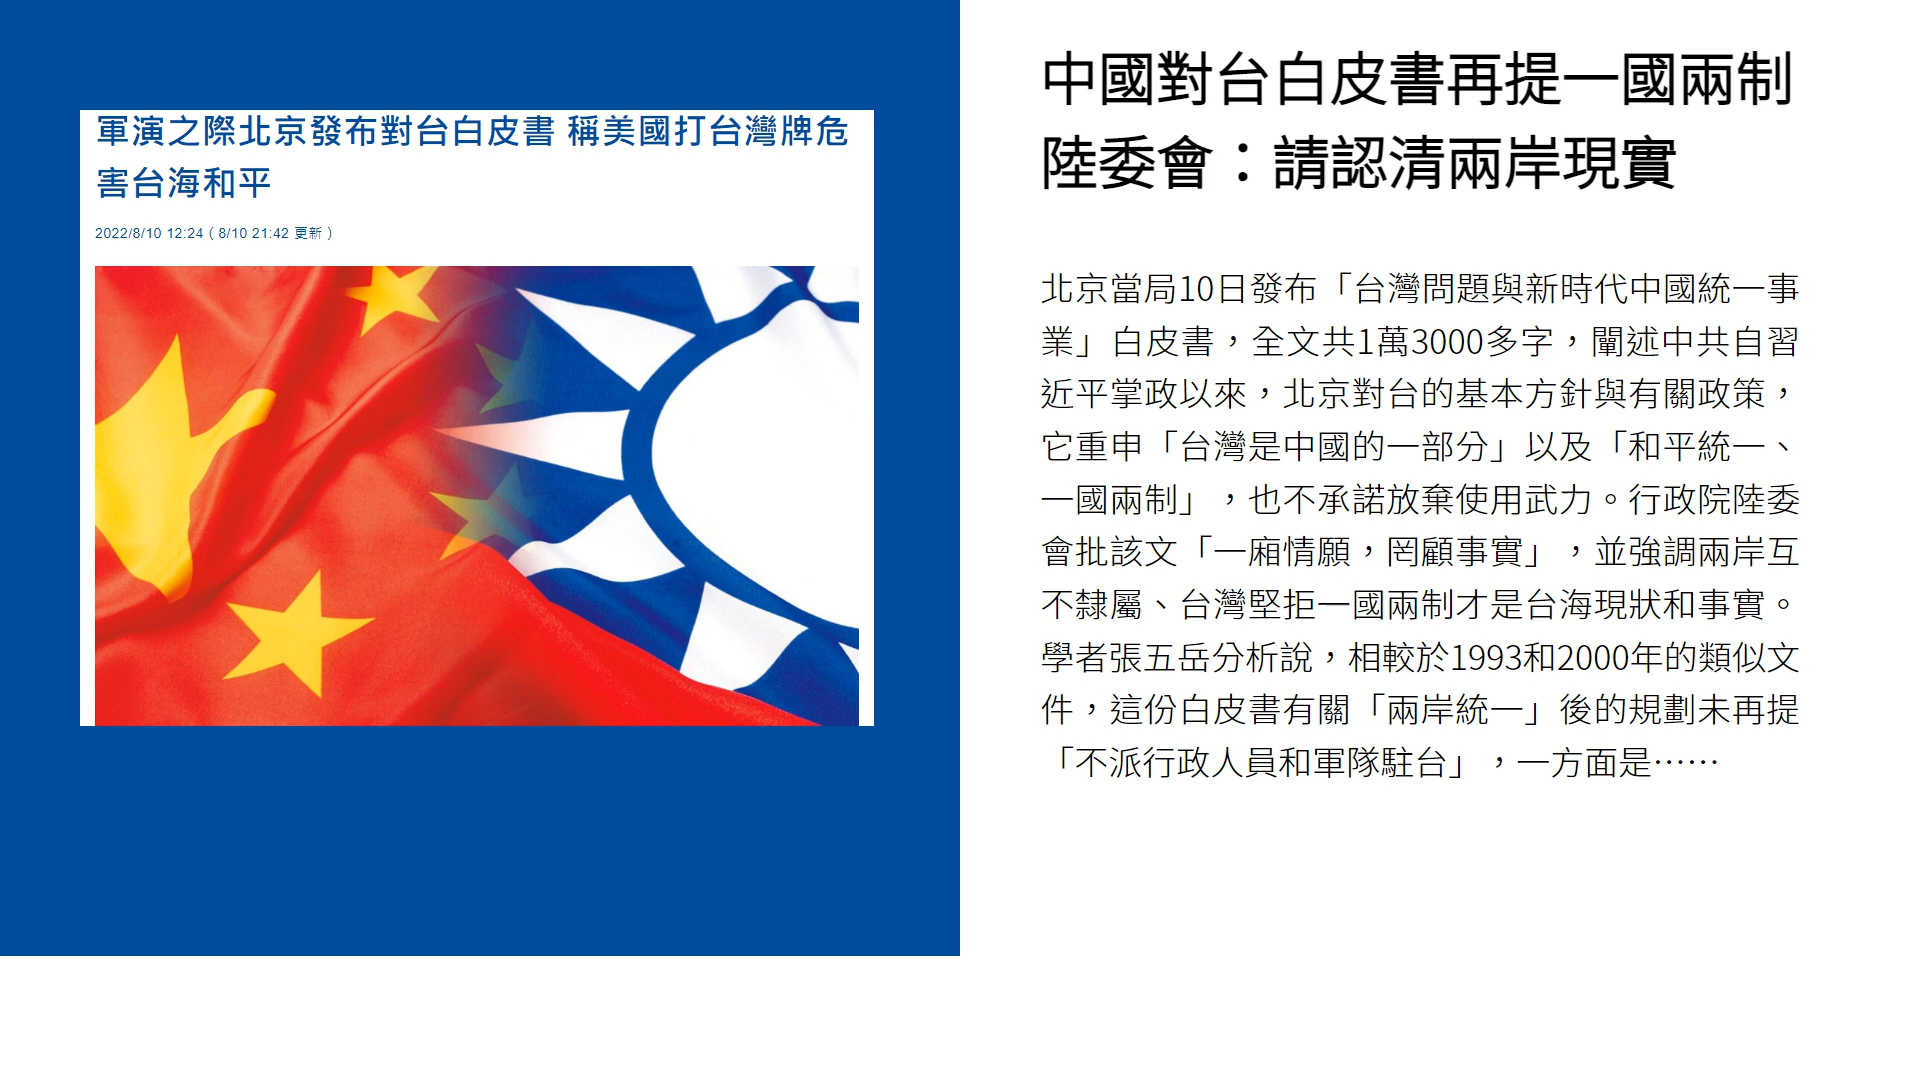 軍演之際北京發布對台白皮書 稱美國打台灣牌危
害台海和平
2022/8/10 12:24（8/10 21:42 更新）
中國對台白皮書再提一國兩制
陸委會：請認清兩岸現實
北京當局10日發布「台灣問題與新時代中國統一事
業」白皮書，全文共1萬3000多字，闡述中共自習
近平掌政以來，北京對台的基本方針與有關政策，
它重申「台灣是中國的一部分」以及「和平統一、
一國兩制」，也不承諾放棄使用武力。行政院陸委
會批該文「一廂情願，罔顧事實」，並強調兩岸互
不隸屬、台灣堅拒一國兩制才是台海現狀和事實。
學者張五岳分析說，相較於1993和2000年的類似文
件，這份白皮書有關「兩岸統一」後的規劃未再提
「不派行政人員和軍隊駐台」，一方面是……